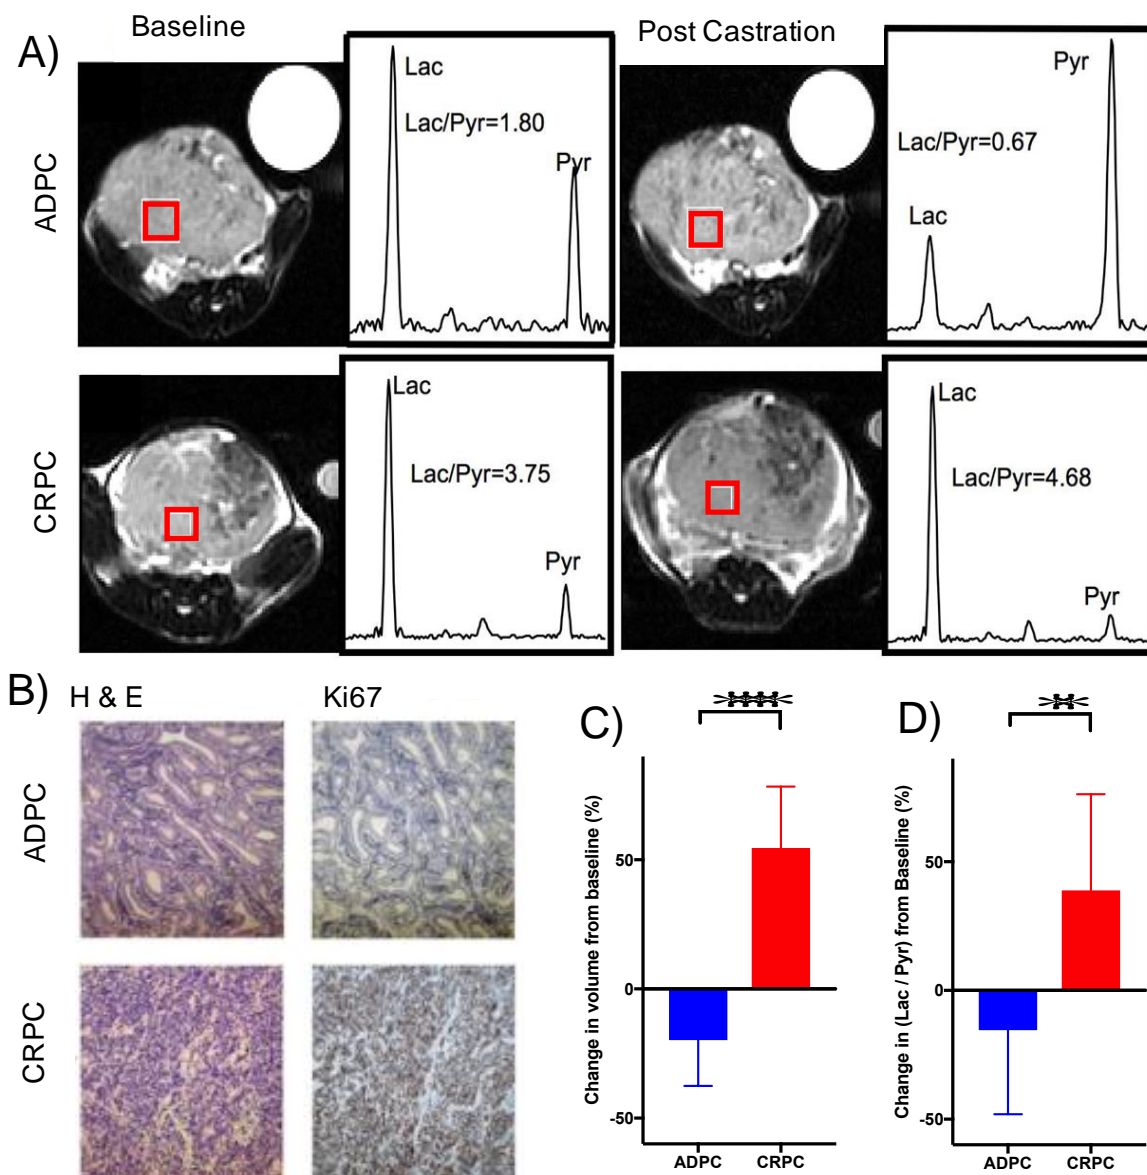 Baseline
Post Castration
A)
ADPC
Lac
Lac/Pyr=1.80
Pyr
Pyr
Lac/Pyr=0.67
Lac
CRPC
Lac
Lac/Pyr=3.75
Pyr
Lac
Lac/Pyr=4.68
Pyr
B)
H & E
Ki67
ADPC
CRPC
C)
****
Change in volume from baseline (%)
50
0
-50
ADPC
CRPC
D)
**
Change in (Lac / Pyr) from Baseline (%)
50
0
-50
ADPC
CRPC